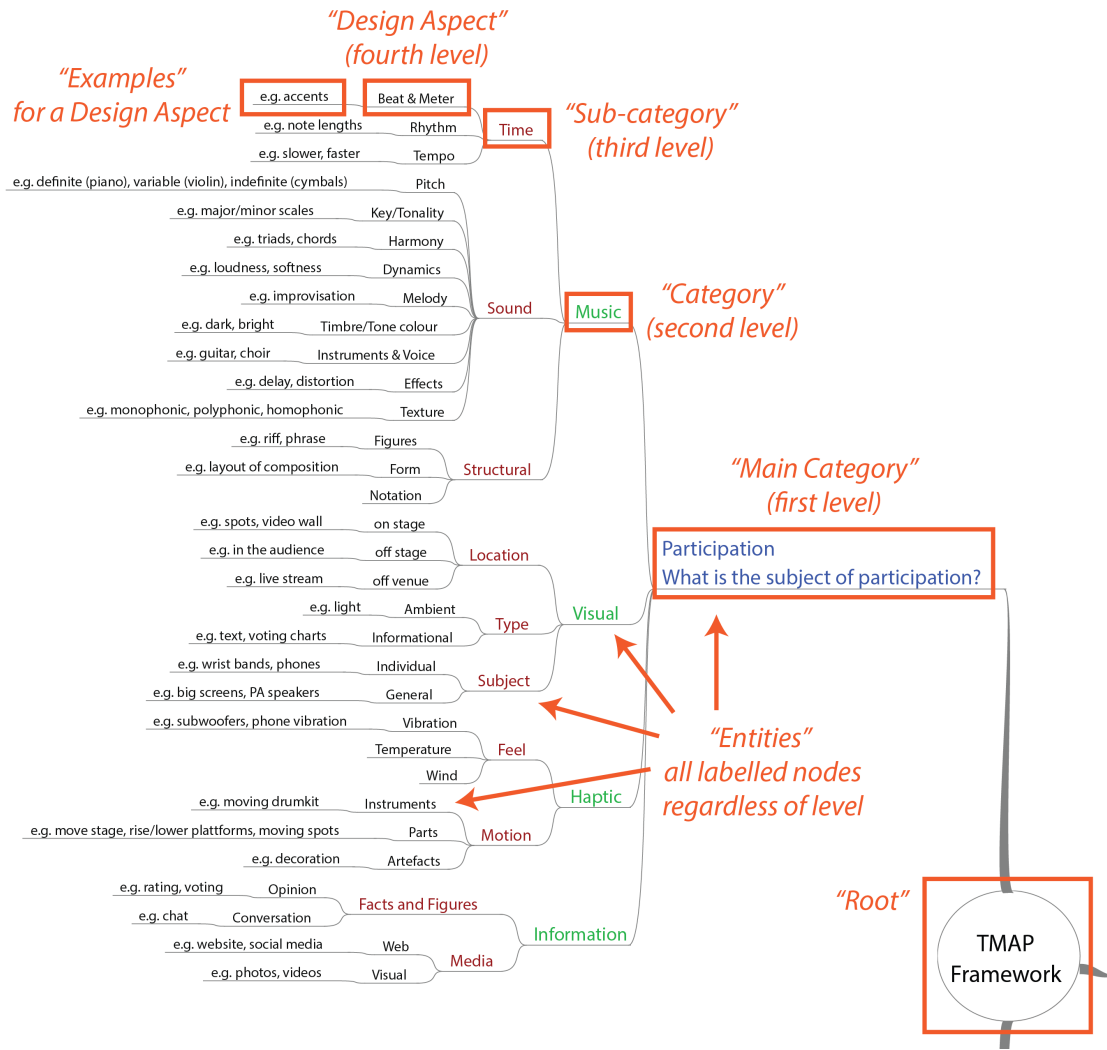 “Design Aspect”
(fourth level)
“Examples”
for a Design Aspect
e.g. accents
Beat & Meter
e.g. note lengths
Rhythm
e.g. slower, faster
Tempo
Time
“Sub-category”
(third level)
e.g. definite (piano), variable (violin), indefinite (cymbals)
Pitch
e.g. major/minor scales
Key/Tonality
e.g. triads, chords
Harmony
e.g. loudness, softness
Dynamics
e.g. improvisation
Melody
e.g. dark, bright
Timbre/Tone colour
e.g. guitar, choir
Instruments & Voice
e.g. delay, distortion
Effects
e.g. monophonic, polyphonic, homophonic
Texture
Sound
Music
“Category”
(second level)
e.g. riff, phrase
Figures
e.g. layout of composition
Form
Notation
Structural
“Main Category”
(first level)
Participation
What is the subject of participation?
e.g. spots, video wall
on stage
e.g. in the audience
off stage
e.g. live stream
off venue
Location
e.g. light
Ambient
e.g. text, voting charts
Informational
Type
Visual
e.g. wrist bands, phones
Individual
e.g. big screens, PA speakers
General
Subject
e.g. subwoofers, phone vibration
Vibration
Temperature
Wind
Feel
“Entities”
all labelled nodes
regardless of level
Haptic
e.g. moving drumkit
Instruments
e.g. move stage, rise/lower plattforms, moving spots
Parts
e.g. decoration
Artefacts
Motion
e.g. rating, voting
Opinion
e.g. chat
Conversation
Facts and Figures
Information
e.g. website, social media
Web
e.g. photos, videos
Visual
Media
“Root”
TMAP
Framework